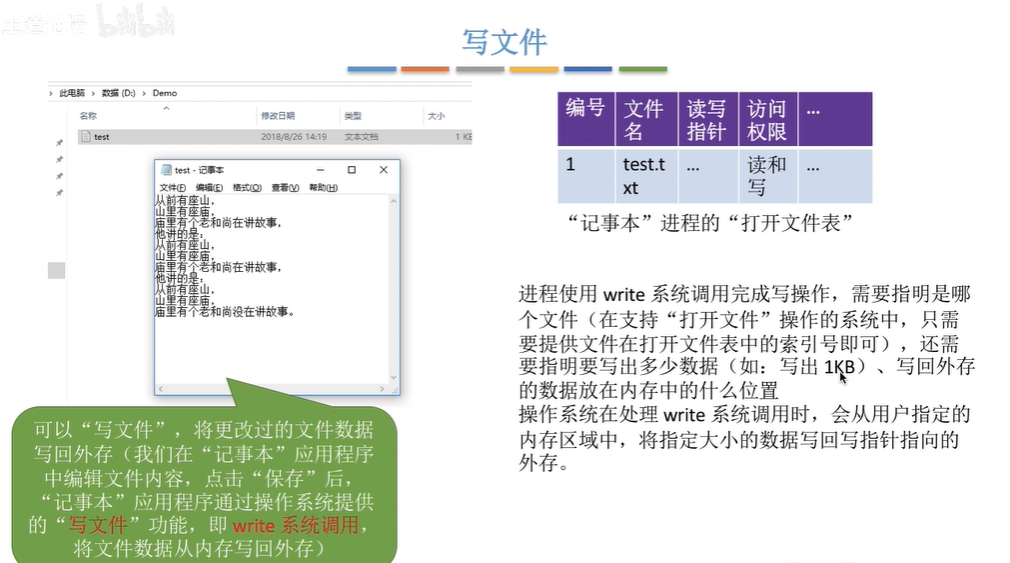 bilibili
写文件
此电脑 > 数据 (D:) > Demo
名称 修改日期 类型 大小
test 2018/8/26 14:19 文本文档 1 KB
test - 记事本
文件(F) 编辑(E) 格式(O) 查看(V) 帮助(H)
从前有座山，
山里有座庙，
庙里有个老和尚在讲故事，
他讲的是：
从前有座山，
山里有座庙，
庙里有个老和尚在讲故事，
他讲的是：
从前有座山，
山里有座庙，
庙里有个老和尚没在讲故事。
可以“写文件”，将更改过的文件数据
写回外存（我们在“记事本”应用程序
中编辑文件内容，点击“保存”后，
“记事本”应用程序通过操作系统提供
的“写文件”功能，即 write 系统调用，
将文件数据从内存写回外存）
编号 文件名 读写指针 访问权限 ...
1 test.txt ... 读和写 ...
“记事本”进程的“打开文件表”
进程使用 write 系统调用完成写操作，需要指明是哪
个文件（在支持“打开文件”操作的系统中，只需
要提供文件在打开文件表中的索引号即可），还需
要指明要写出多少数据（如：写出 1KB）、写回外存
的数据放在内存中的什么位置
操作系统在处理 write 系统调用时，会从用户指定的
内存区域中，将指定大小的数据写回写指针指向的
外存。